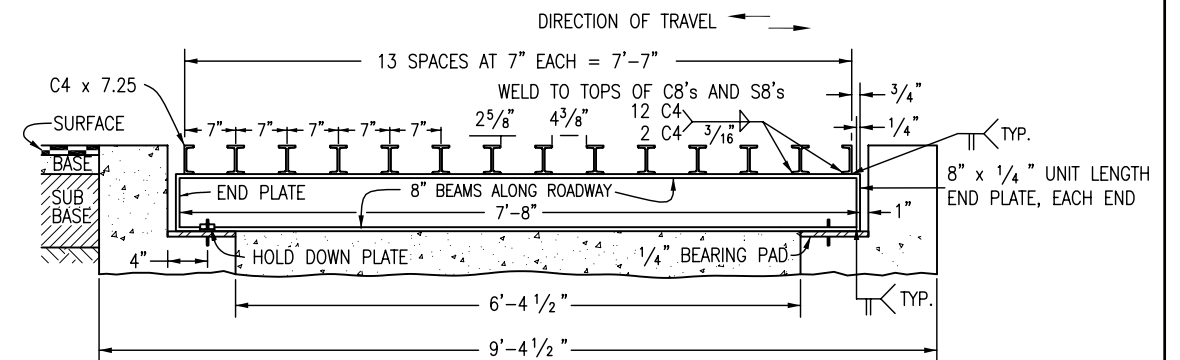 DIRECTION OF TRAVEL
13 SPACES AT 7" EACH = 7'-7"
C4 x 7.25
WELD TO TOPS OF C8's AND S8's
3/4"
SURFACE
7" 7" 7" 7" 7"
2 5/8"
4 3/8"
12 C4
2 C4
3/16"
1/4"
TYP.
BASE
SUB
BASE
END PLATE
8" BEAMS ALONG ROADWAY
8" x 1/4" UNIT LENGTH
END PLATE, EACH END
7'-8"
1"
4"
HOLD DOWN PLATE
1/4" BEARING PAD
6'-4 1/2"
TYP.
9'-4 1/2"